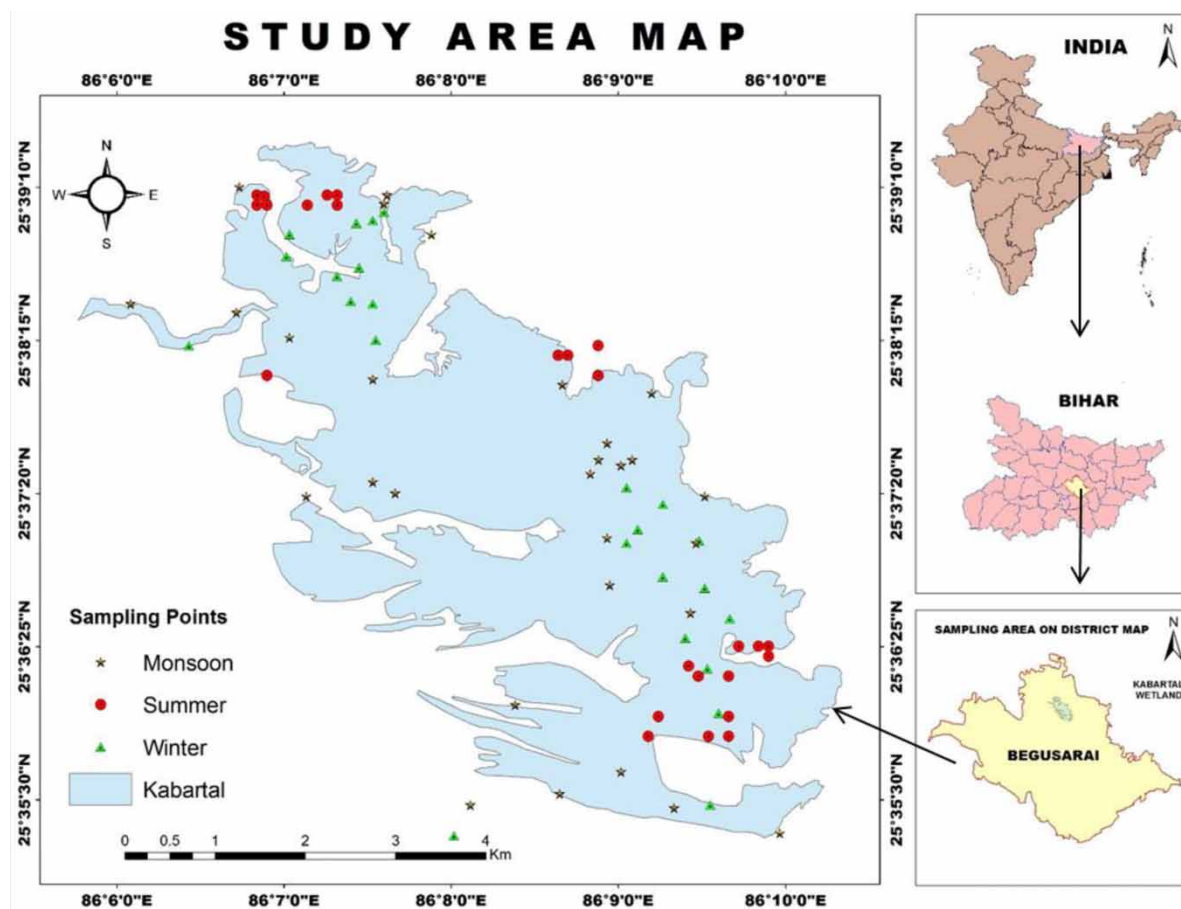 STUDY AREA MAP
86°6'0"E 86°7'0"E 86°8'0"E 86°9'0"E 86°10'0"E
N
W E
S
25°39'10"N 25°39'10"N
25°38'15"N 25°38'15"N
25°37'20"N 25°37'20"N
25°36'25"N 25°36'25"N
25°35'30"N 25°35'30"N
Sampling Points
Monsoon
Summer
Winter
Kabartal
0 0.5 1 2 3 4
Km
86°6'0"E 86°7'0"E 86°8'0"E 86°9'0"E 86°10'0"E
INDIA
N
BIHAR
SAMPLING AREA ON DISTRICT MAP
N
KABARTAL
WETLAND
BEGUSARAI